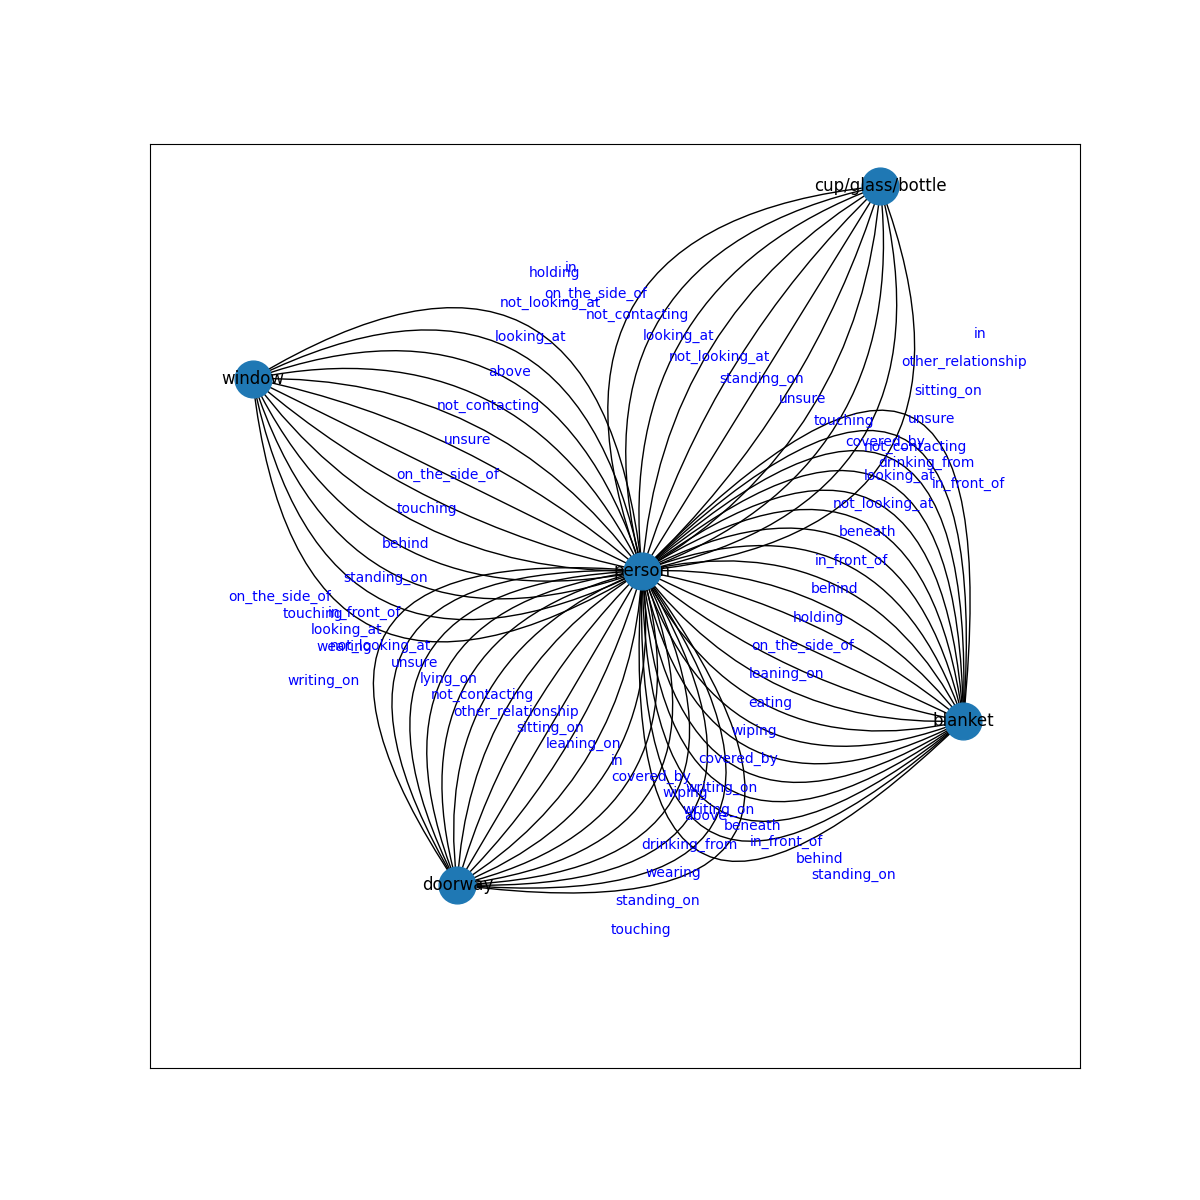 cup/glass/bottle
in
holding
on_the_side_of
not_looking_at
not_contacting
in
looking_at
looking_at
not_looking_at
other_relationship
above
window
standing_on
sitting_on
unsure
not_contacting
unsure
touching
unsure
covered_by
not_contacting
drinking_from
on_the_side_of
looking_at
in_front_of
not_looking_at
touching
beneath
behind
in_front_of
person
standing_on
behind
on_the_side_of
touching
in_front_of
holding
looking_at
wearing
not_looking_at
on_the_side_of
unsure
leaning_on
writing_on
lying_on
not_contacting
eating
other_relationship
blanket
sitting_on
wiping
leaning_on
in
covered_by
covered_by
writing_on
wiping
writing_on
above
beneath
in_front_of
drinking_from
behind
wearing
standing_on
doorway
standing_on
touching